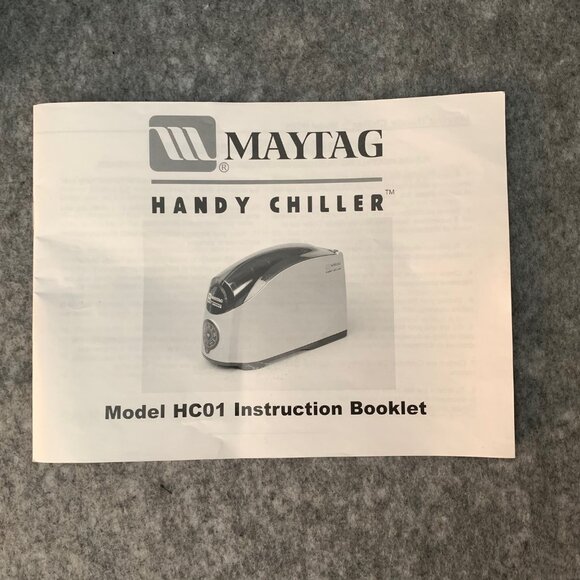 MAYTAG
®
HANDY CHILLER™
Model HC01 Instruction Booklet